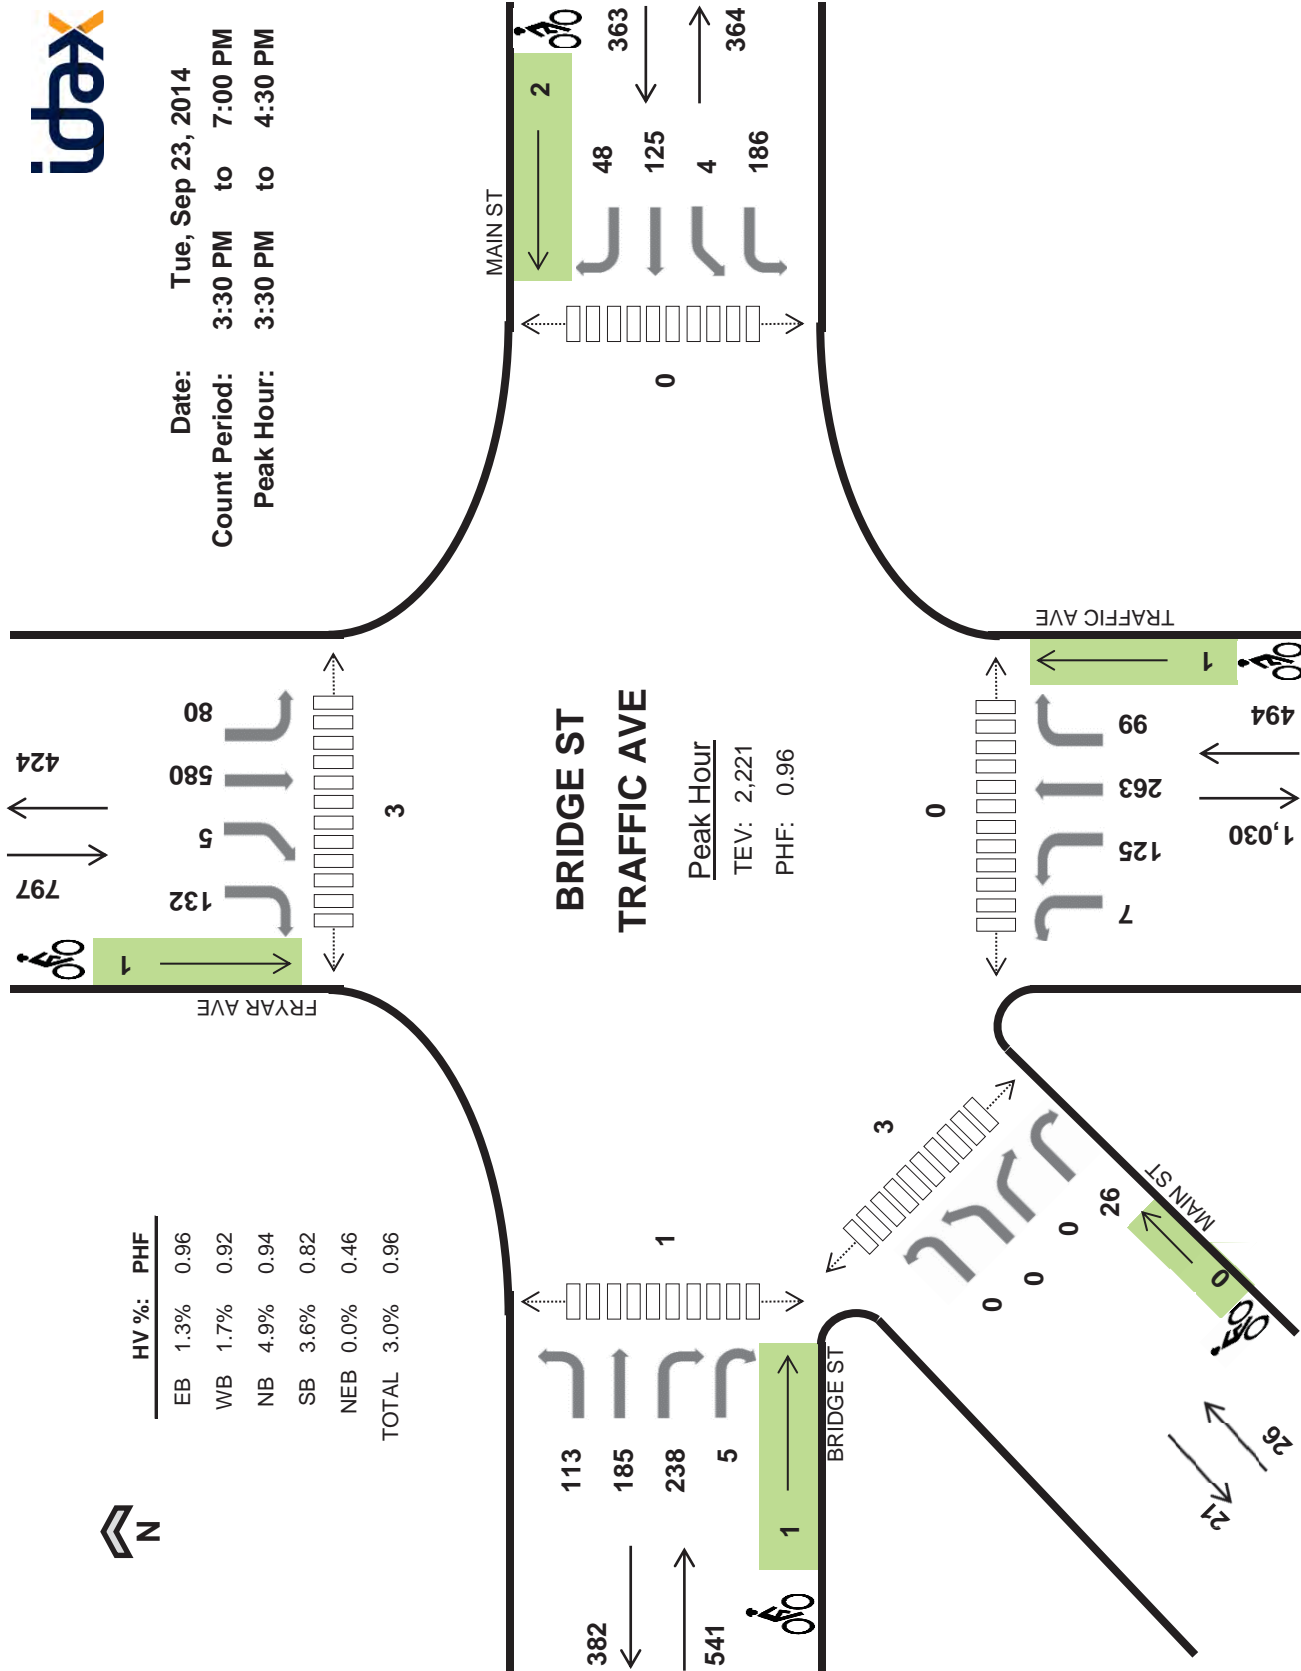 idax
Date: Tue, Sep 23, 2014
Count Period: 3:30 PM to 7:00 PM
Peak Hour: 3:30 PM to 4:30 PM
N
HV %: PHF
EB 1.3% 0.96
WB 1.7% 0.92
NB 4.9% 0.94
SB 3.6% 0.82
NEB 0.0% 0.46
TOTAL 3.0% 0.96
FRYAR AVE
1
797
424
132
5
580
80
3
MAIN ST
2
363
364
48
125
4
186
0
BRIDGE ST
TRAFFIC AVE
Peak Hour
TEV: 2,221
PHF: 0.96
1
382
541
113
185
238
5
1
BRIDGE ST
3
0
0
0
26
MAIN ST
0
26
21
0
7
125
263
99
1
TRAFFIC AVE
1,030
494